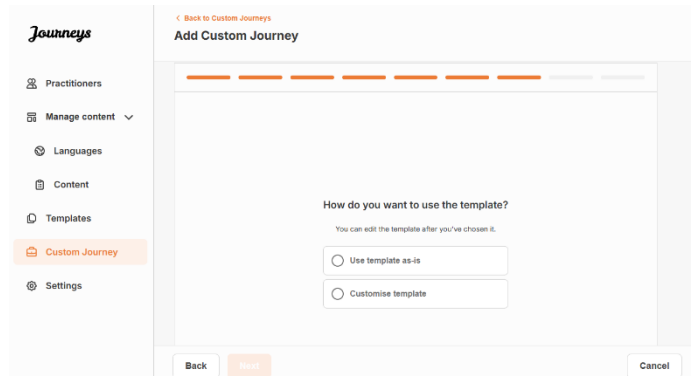 Journeys
Back to Custom Journeys
Add Custom Journey
Practitioners
Manage content
Languages
Content
Templates
Custom Journey
Settings
How do you want to use the template?
You can edit the template after you've chosen it.
Use template as-is
Customise template
Back
Next
Cancel